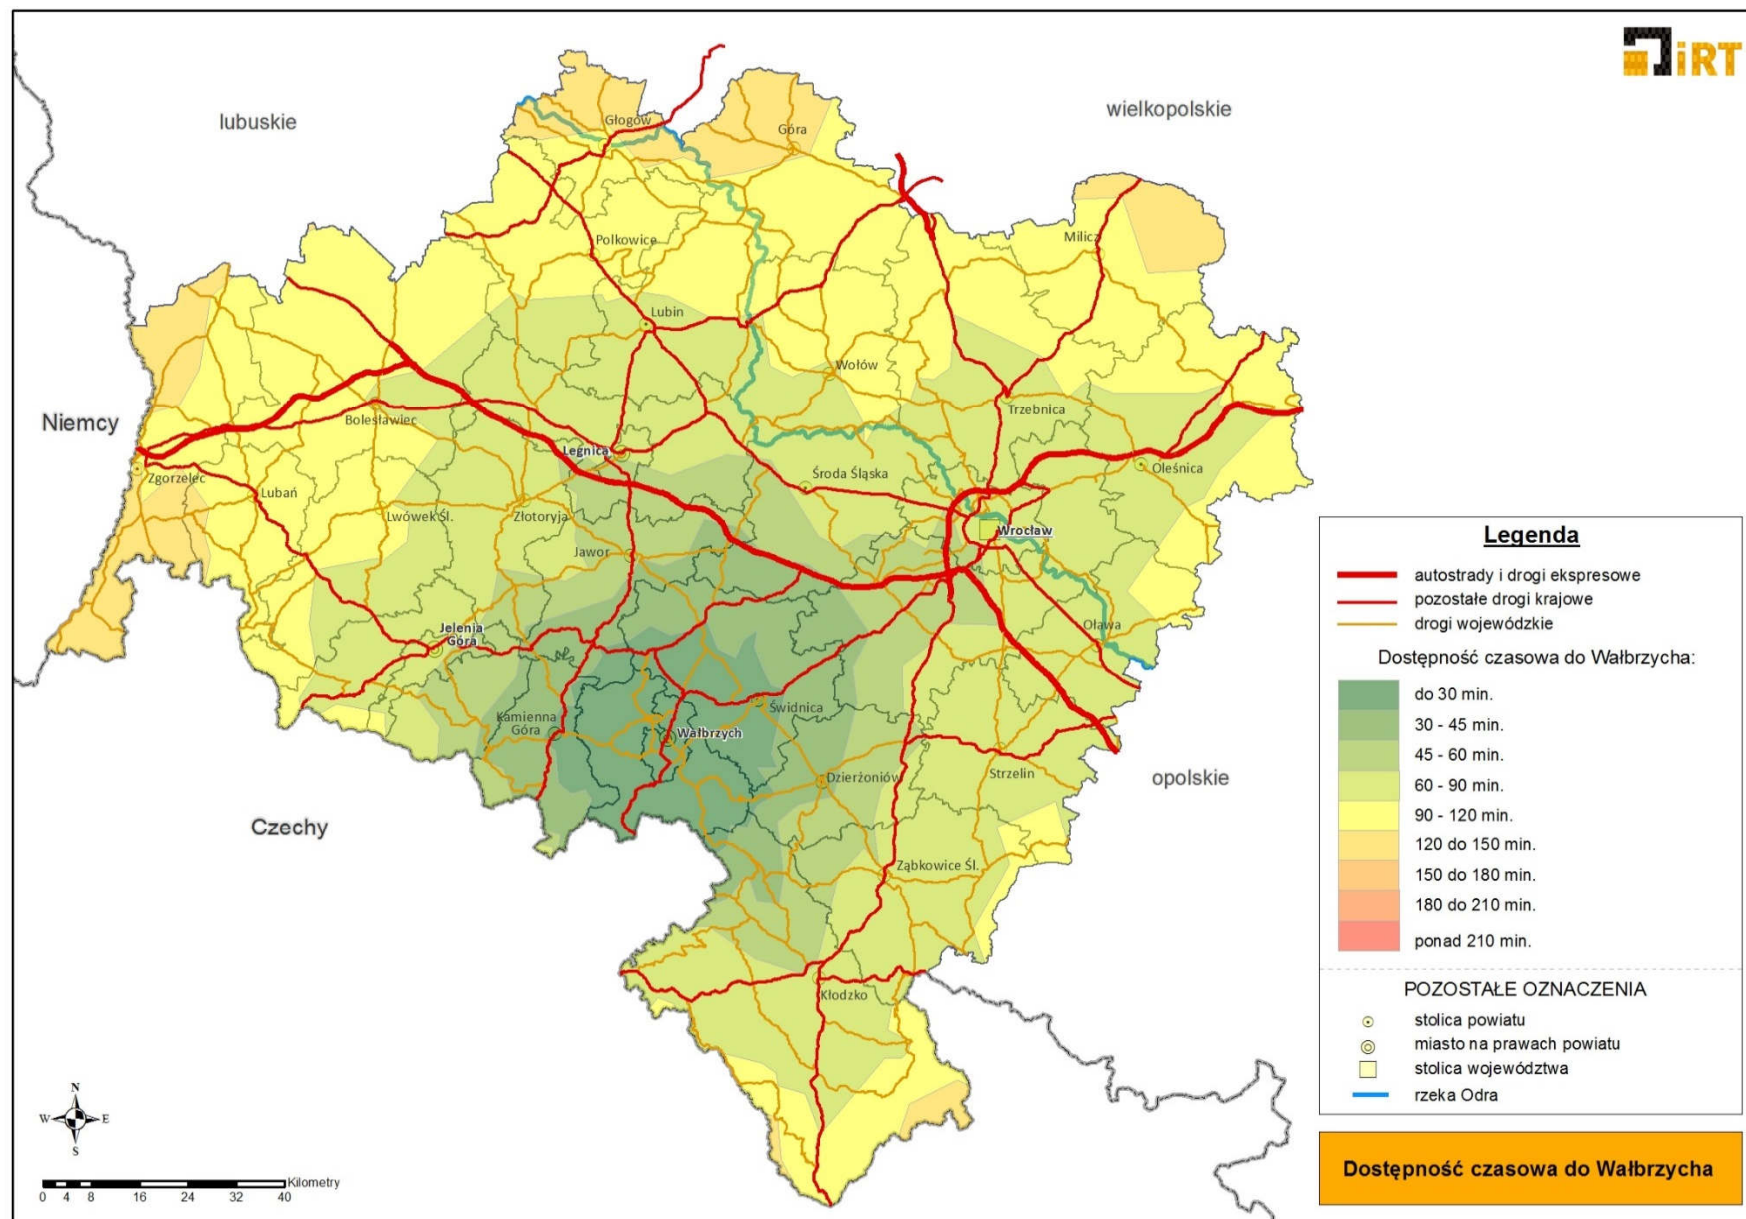 iRT
lubuskie
wielkopolskie
Głogów
Góra
Milicz
Polkowice
Lubin
Wołów
Trzebnica
Niemcy
Bolesławiec
Legnica
Oleśnica
Zgorzelec
Środa Śląska
Lubań
Lwówek Śl.
Złotoryja
Wrocław
Jawor
Jelenia
Góra
Oława
Kamienna
Góra
Świdnica
Wałbrzych
Dzierżoniów
Strzelin
opolskie
Czechy
Ząbkowice Śl.
Kłodzko
Legenda
autostrady i drogi ekspresowe
pozostałe drogi krajowe
drogi wojewódzkie
Dostępność czasowa do Wałbrzycha:
do 30 min.
30 - 45 min.
45 - 60 min.
60 - 90 min.
90 - 120 min.
120 do 150 min.
150 do 180 min.
180 do 210 min.
ponad 210 min.
POZOSTAŁE OZNACZENIA
stolica powiatu
miasto na prawach powiatu
stolica województwa
rzeka Odra
N
W E
S
Kilometry
0 4 8 16 24 32 40
Dostępność czasowa do Wałbrzycha